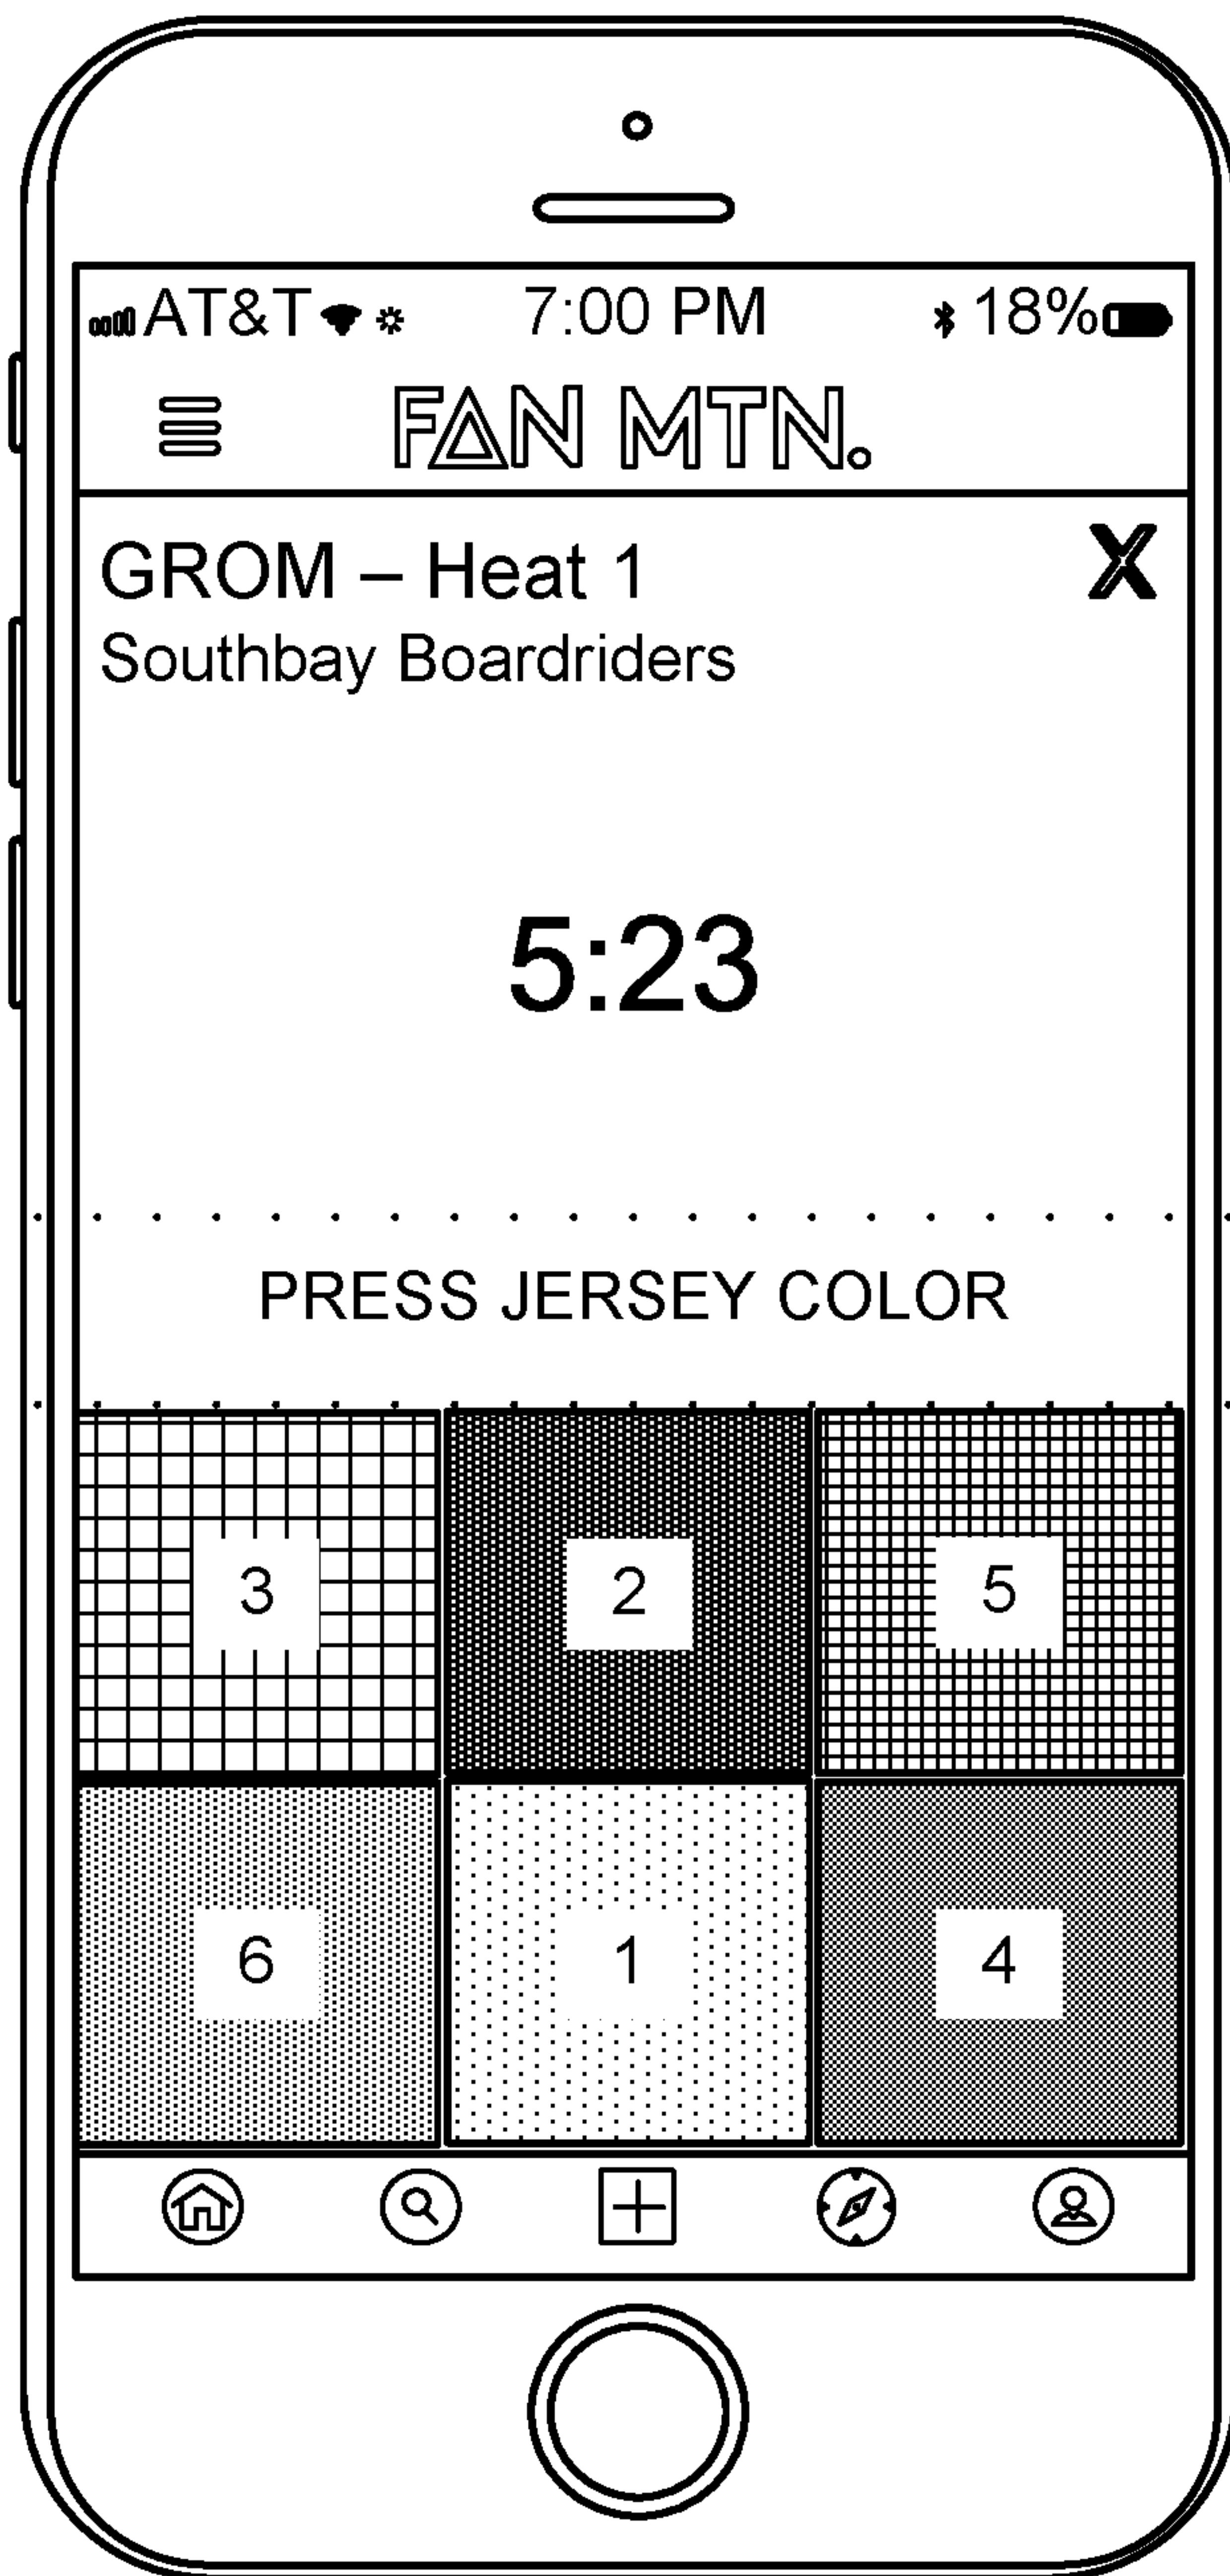 AT&T 7:00 PM 18%
FAN MTN.
GROM – Heat 1 X
Southbay Boardriders
5:23
PRESS JERSEY COLOR
3 2 5
6 1 4